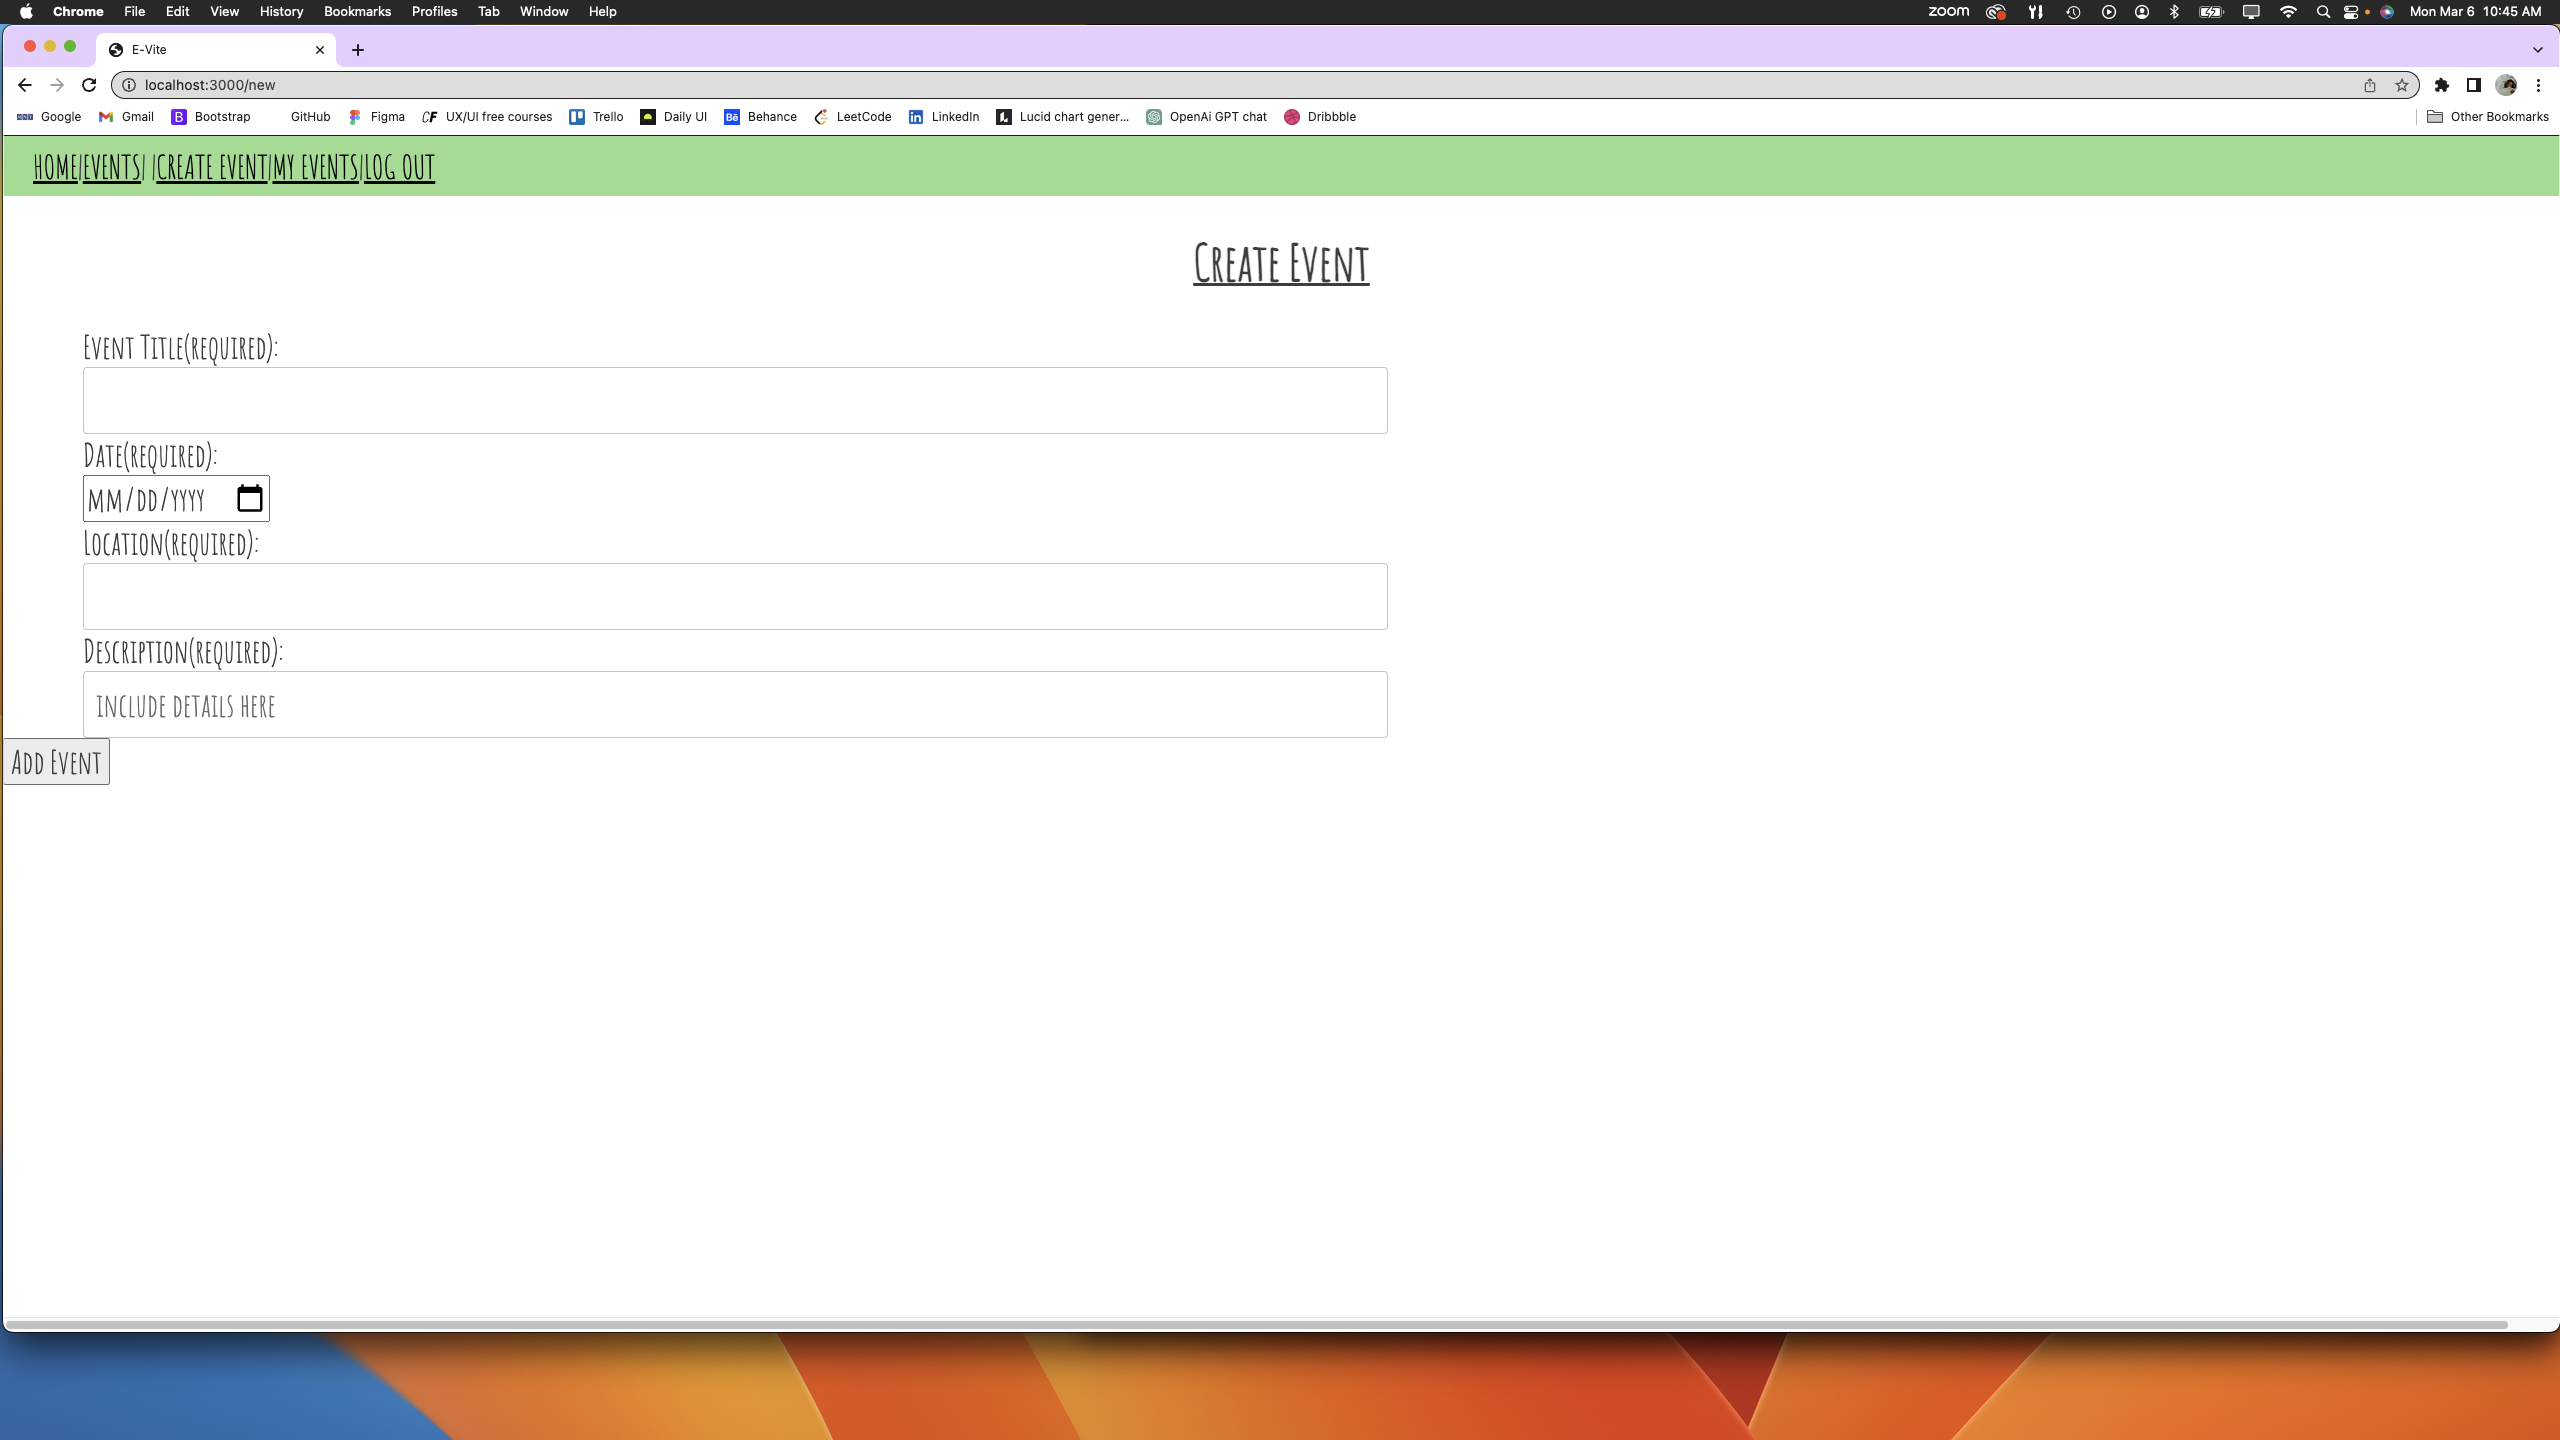 Chrome File Edit View History Bookmarks Profiles Tab Window Help zoom Mon Mar 6 10:45 AM
E-Vite
localhost:3000/new
Google Gmail Bootstrap GitHub Figma UX/UI free courses Trello Daily UI Behance LeetCode LinkedIn Lucid chart gener... OpenAi GPT chat Dribbble Other Bookmarks
HOME|EVENTS| |CREATE EVENT|MY EVENTS|LOG OUT
Create Event
Event Title(required):
Date(required):
mm/dd/yyyy
Location(required):
Description(required):
include details here
Add Event